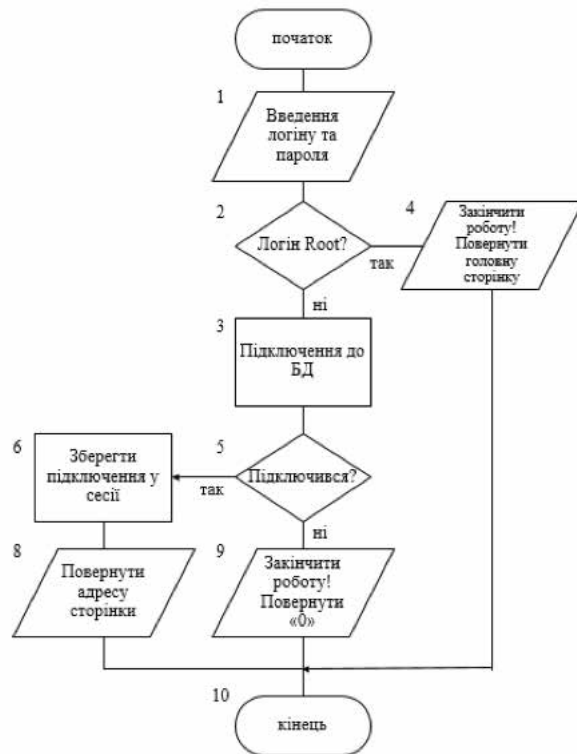 початок
1
Введення
логіну та
пароля
2
Логін Root?
так
4
Закінчити
роботу!
Повернути
головну
сторінку
ні
3
Підключення до
БД
5
Підключився?
так
6
Зберегти
підключення у
сесії
ні
8
Повернути
адресу
сторінки
9
Закінчити
роботу!
Повернути
«0»
10
кінець